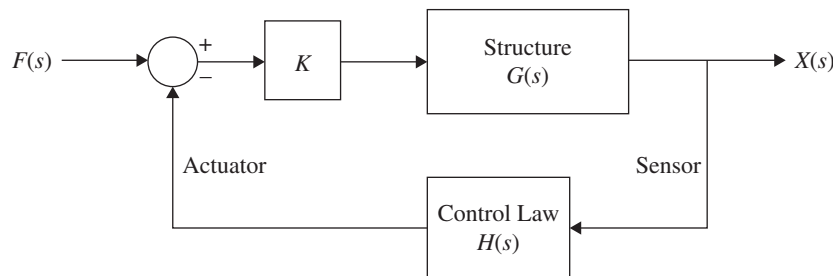 F(s)
+
−
K
Structure
G(s)
X(s)
Actuator
Sensor
Control Law
H(s)